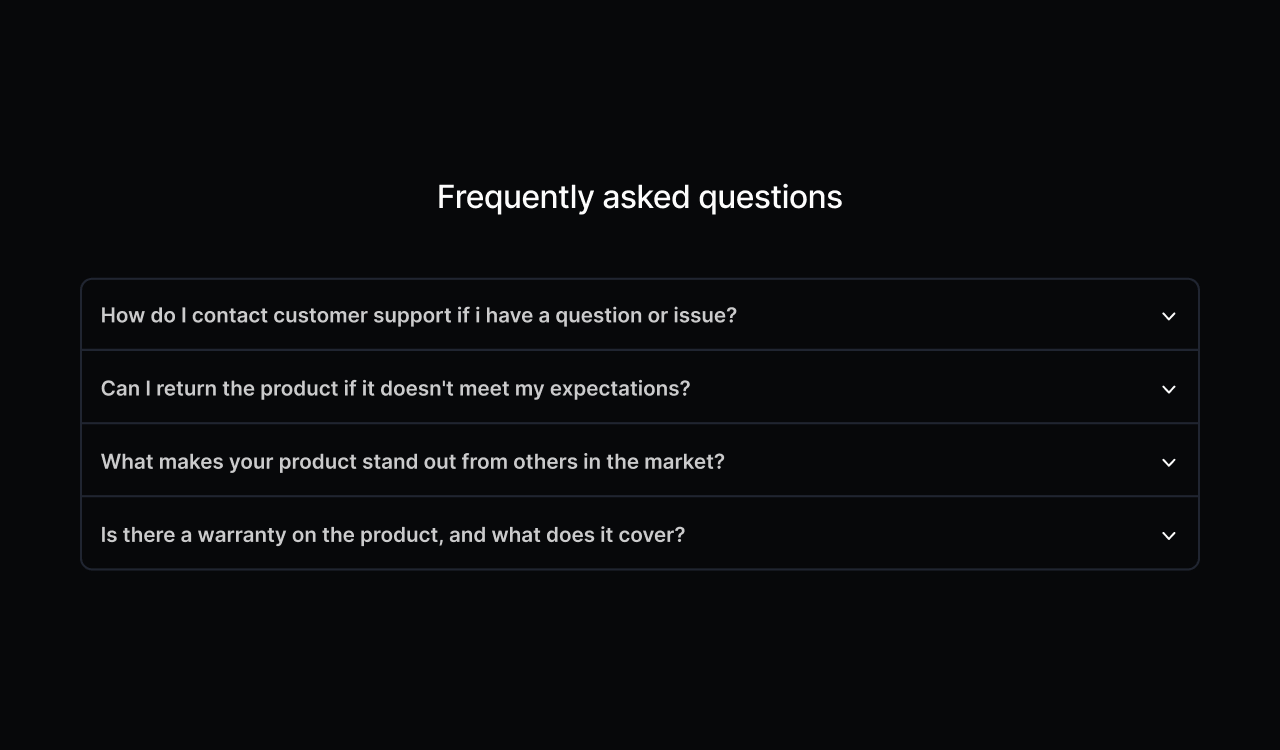 Frequently asked questions
How do I contact customer support if i have a question or issue?
Can I return the product if it doesn't meet my expectations?
What makes your product stand out from others in the market?
Is there a warranty on the product, and what does it cover?